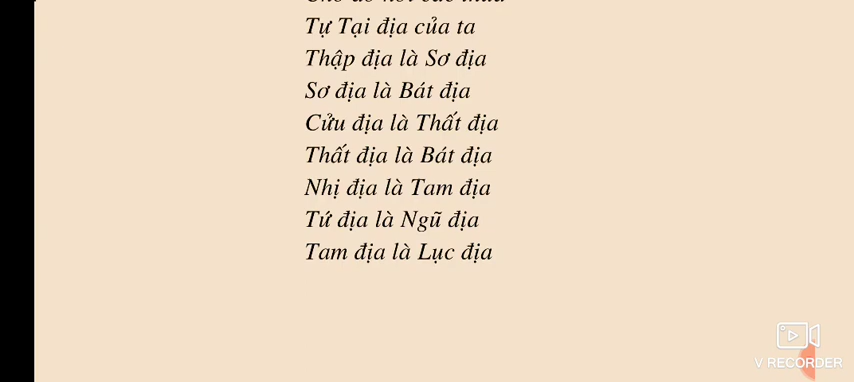 Tự Tại địa của ta
Thập địa là Sơ địa
Sơ địa là Bát địa
Cửu địa là Thất địa
Thất địa là Bát địa
Nhị địa là Tam địa
Tứ địa là Ngũ địa
Tam địa là Lục địa
V RECORDER